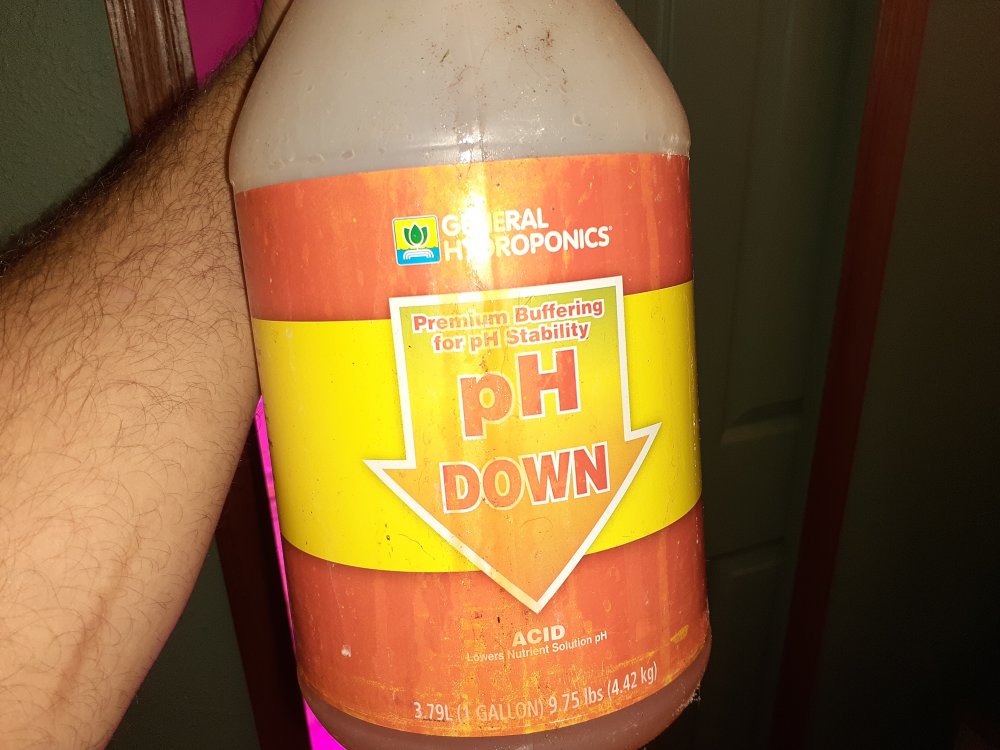 GENERAL
HYDROPONICS®
Premium Buffering
for pH Stability
pH
DOWN
ACID
Lowers Nutrient Solution pH
3.79L (1 GALLON) 9.75 lbs (4.42 kg)